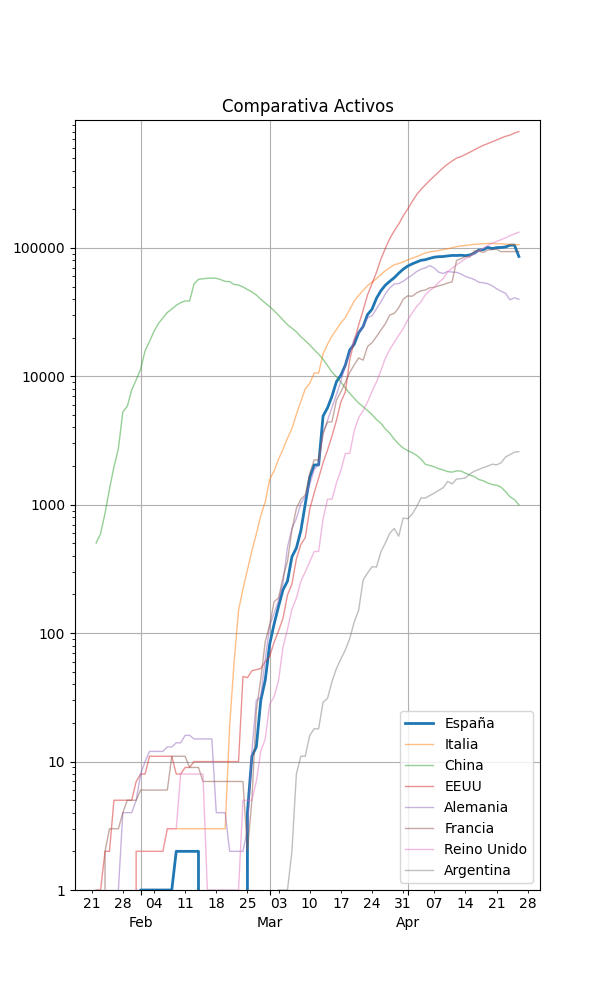 Comparativa Activos
100000
10000
1000
100
10
1
21 28 04 11 18 25 03 10 17 24 31 07 14 21 28
Feb Mar Apr
España
Italia
China
EEUU
Alemania
Francia
Reino Unido
Argentina